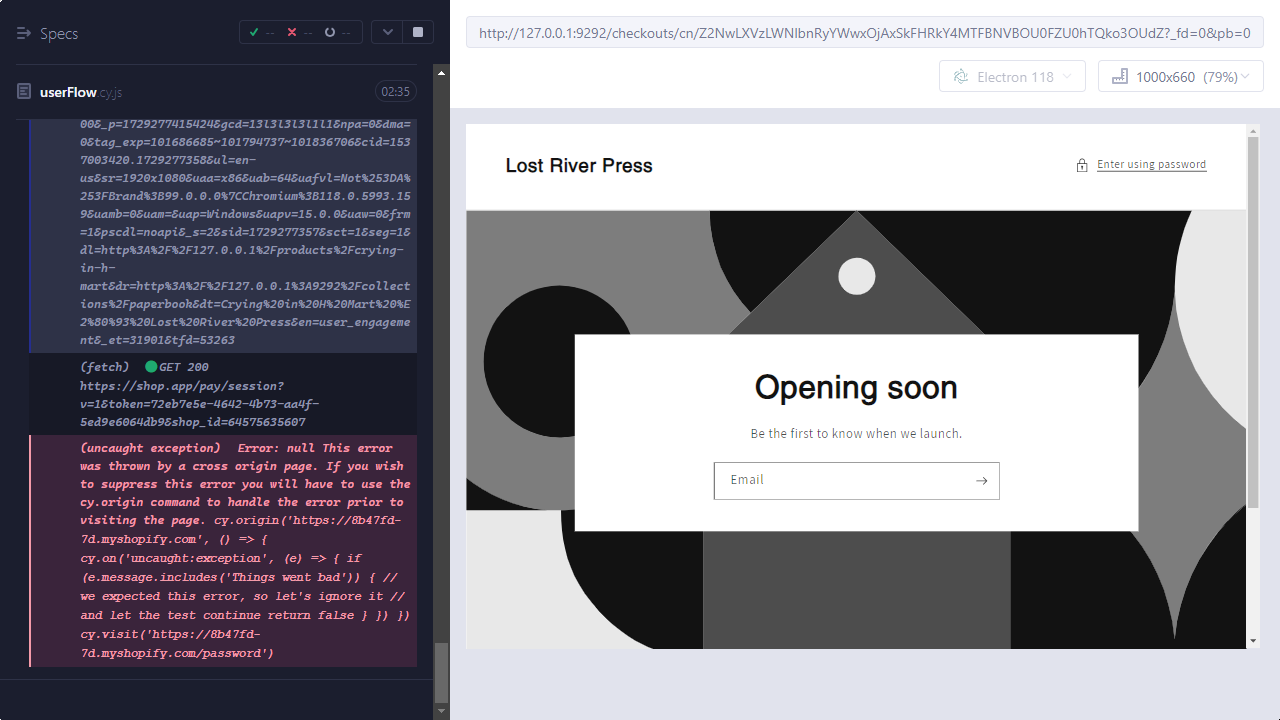 Specs
-- -- --
userFlow.cy.js
02:35
00&_p=1729277415424&gcd=13l3l3l3l1l1&npa=0&dma=
0&tag_exp=101686685~101794737~101836706&cid=153
7003420.1729277358&ul=en-
us&sr=1920x1080&uaa=x86&uab=64&uafvl=Not%253DA%
253FBrand%3B99.0.0.0%7CChromium%3B118.0.5993.15
9&uamb=0&uam=&uap=Windows&uapv=15.0.0&uaw=0&frm
=1&pscdl=noapi&_s=2&sid=1729277357&sct=1&seg=1&
dl=http%3A%2F%2F127.0.0.1%2Fproducts%2Fcrying-
in-h-
mart&dr=http%3A%2F%2F127.0.0.1%3A9292%2Fcollect
ions%2Fpaperbook&dt=Crying%20in%20H%20Mart%20%E
2%80%93%20Lost%20River%20Press&en=user_engageme
nt&_et=31901&tfd=53263
(fetch) GET 200
https://shop.app/pay/session?
v=1&token=72eb7e5e-4642-4b73-aa4f-
5ed9e6064db9&shop_id=64575635607
(uncaught exception) Error: null This error
was thrown by a cross origin page. If you wish
to suppress this error you will have to use the
cy.origin command to handle the error prior to
visiting the page. cy.origin('https://8b47fd-
7d.myshopify.com', () => {
cy.on('uncaught:exception', (e) => { if
(e.message.includes('Things went bad')) { //
we expected this error, so let's ignore it //
and let the test continue return false } }) })
cy.visit('https://8b47fd-
7d.myshopify.com/password')
http://127.0.0.1:9292/checkouts/cn/Z2NwLXVzLWNlbnRyYWwxOjAxSkFHRkY4MTFBNVBOU0FZU0hTQko3OUdZ?_fd=0&pb=0
Electron 118
1000x660 (79%)
Lost River Press
Enter using password
Opening soon
Be the first to know when we launch.
Email